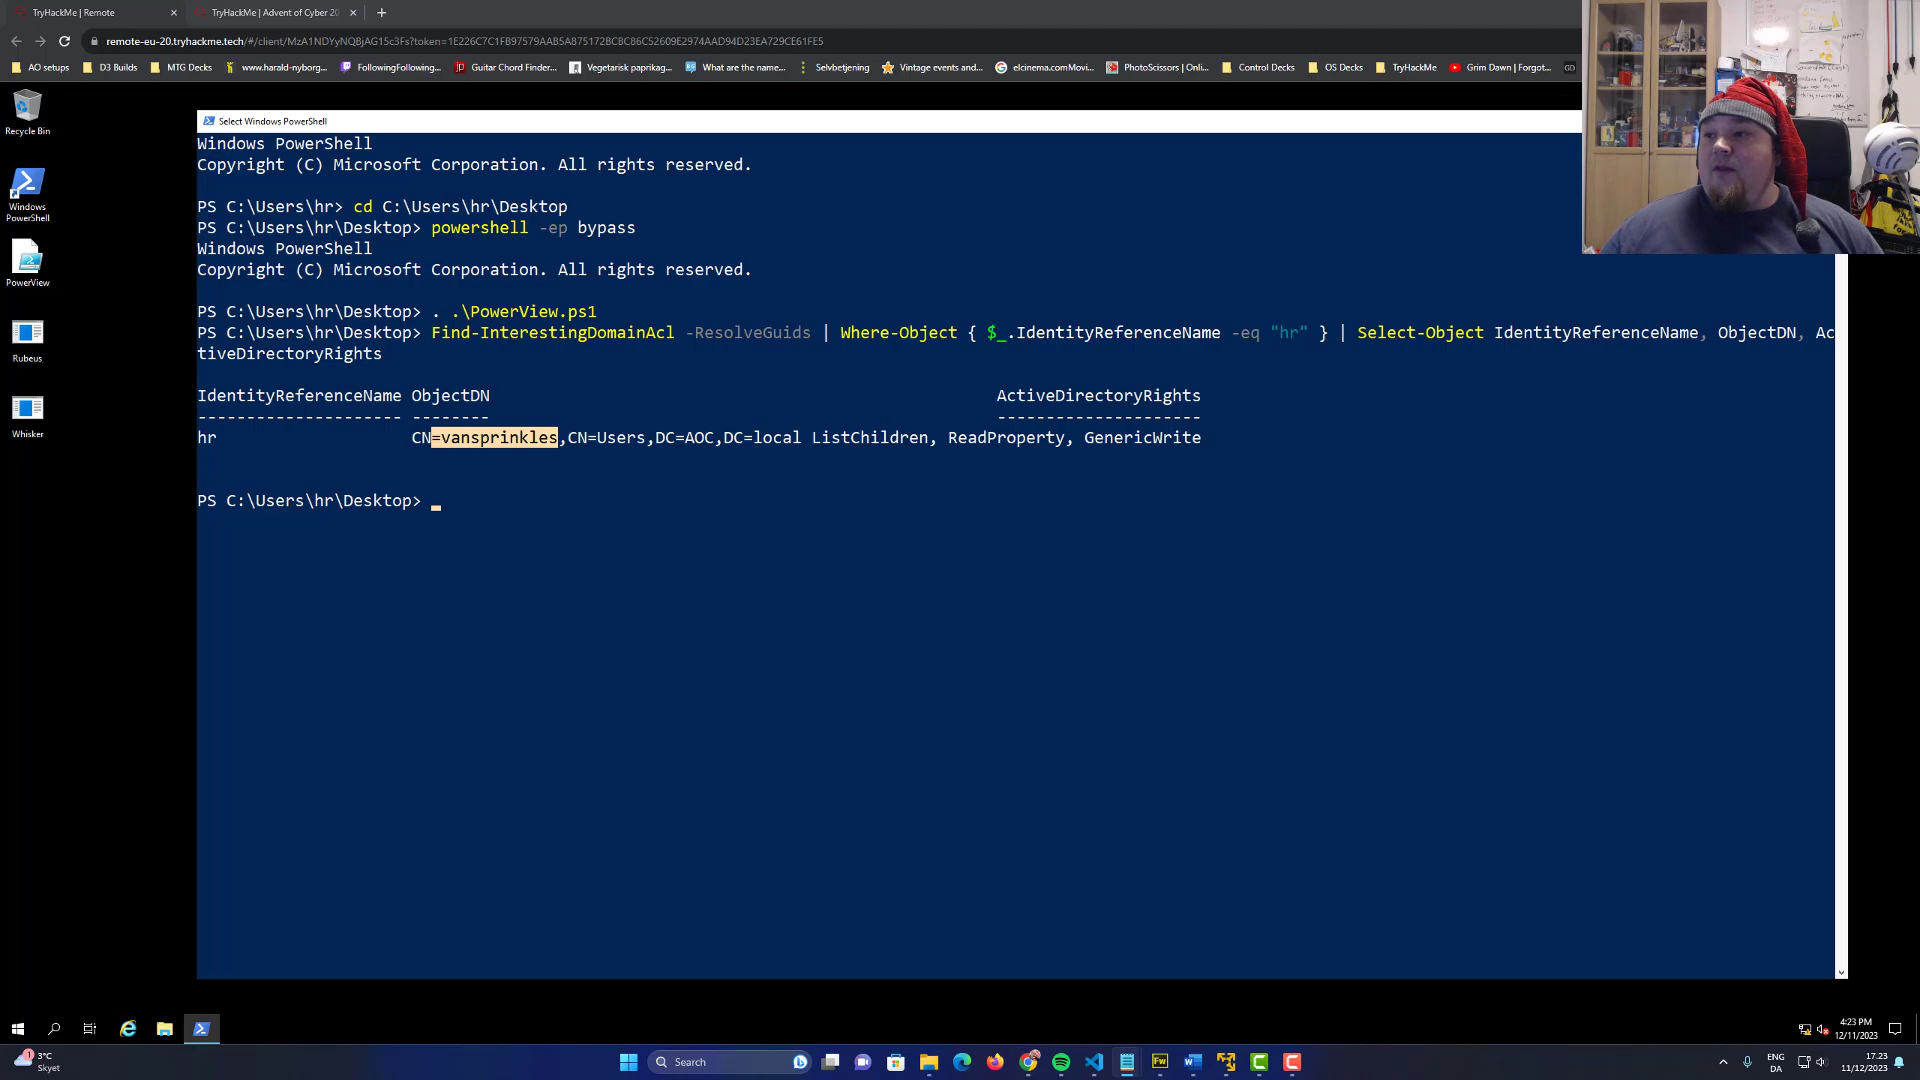 TryHackMe | Remote
TryHackMe | Advent of Cyber 20
remote-eu-20.tryhackme.tech/#/client/MzA1NDYyNQBjAG15c3Fs?token=1E226C7C1FB97579AAB5A875172BCBC86C52609E2974AAD94D23EA729CE61FE5
AO setups
D3 Builds
MTG Decks
www.harald-nyborg...
FollowingFollowing...
Guitar Chord Finder...
Vegetarisk paprikag...
What are the name...
Selvbetjening
Vintage events and...
elcinema.comMovi...
PhotoScissors | Onli...
Control Decks
OS Decks
TryHackMe
Grim Dawn | Forgot...
GD
Recycle Bin
Windows PowerShell
PowerView
Rubeus
Whisker
Select Windows PowerShell
Windows PowerShell
Copyright (C) Microsoft Corporation. All rights reserved.
PS C:\Users\hr> cd C:\Users\hr\Desktop
PS C:\Users\hr\Desktop> powershell -ep bypass
Windows PowerShell
Copyright (C) Microsoft Corporation. All rights reserved.
PS C:\Users\hr\Desktop> . .\PowerView.ps1
PS C:\Users\hr\Desktop> Find-InterestingDomainAcl -ResolveGuids | Where-Object { $_.IdentityReferenceName -eq "hr" } | Select-Object IdentityReferenceName, ObjectDN, Ac
tiveDirectoryRights
IdentityReferenceName ObjectDN ActiveDirectoryRights
--------------------- -------- ---------------------
hr CN=vansprinkles,CN=Users,DC=AOC,DC=local ListChildren, ReadProperty, GenericWrite
PS C:\Users\hr\Desktop>
4:23 PM
12/11/2023
3°C
Skyet
Search
ENG
DA
17.23
11/12/2023